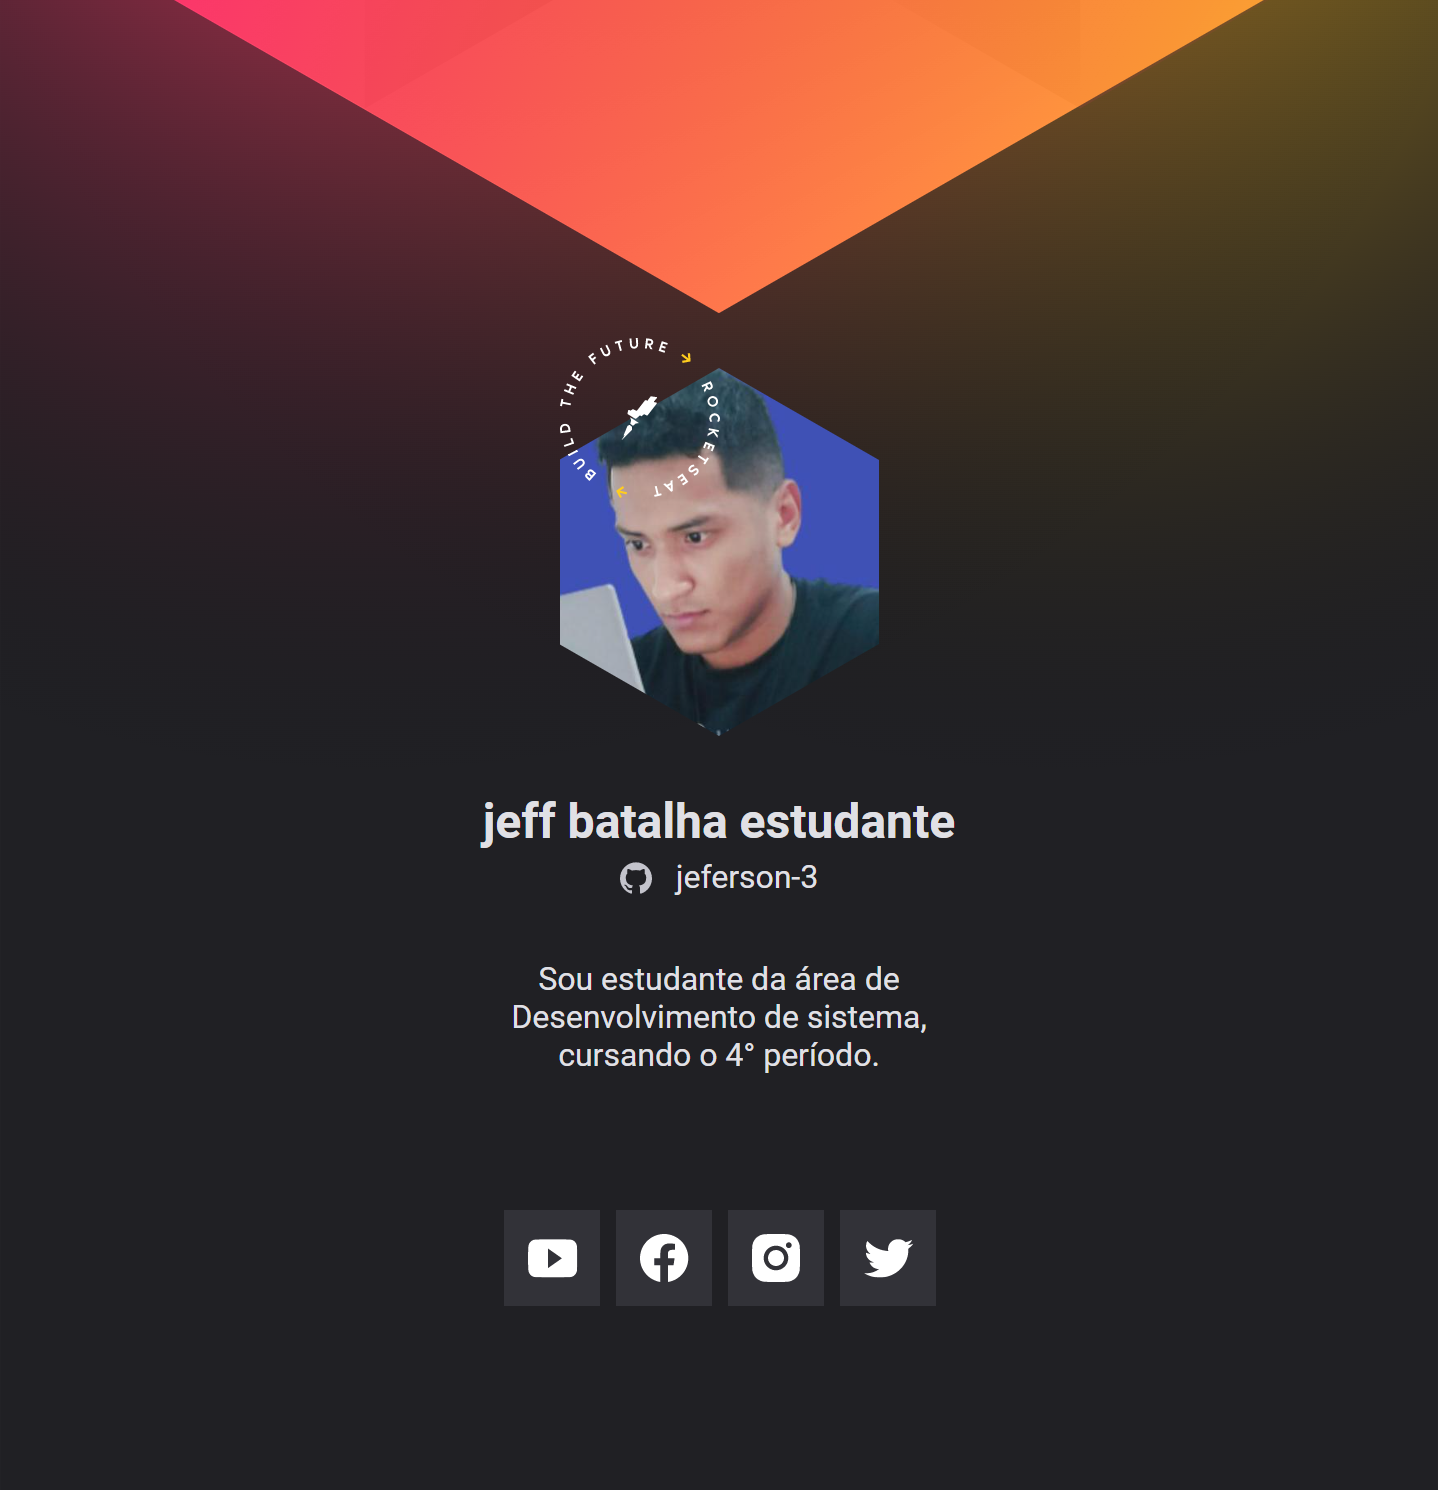 BUILD THE FUTURE
ROCKETSEAT
jeff batalha estudante
jeferson-3
Sou estudante da área de
Desenvolvimento de sistema,
cursando o 4° período.